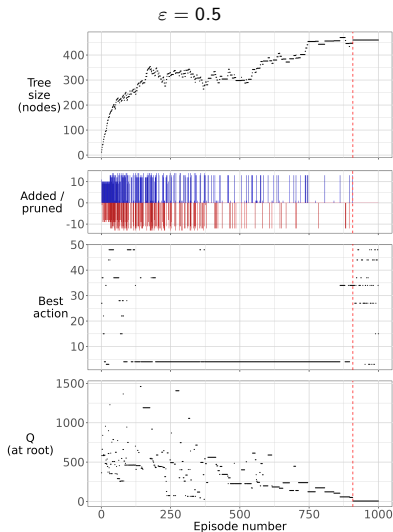 ε = 0.5
400
300
200
100
0
Tree
size
(nodes)
10
0
-10
Added /
pruned
50
40
30
20
10
Best
action
1500
1000
500
0
Q
(at root)
0 250 500 750 1000
Episode number